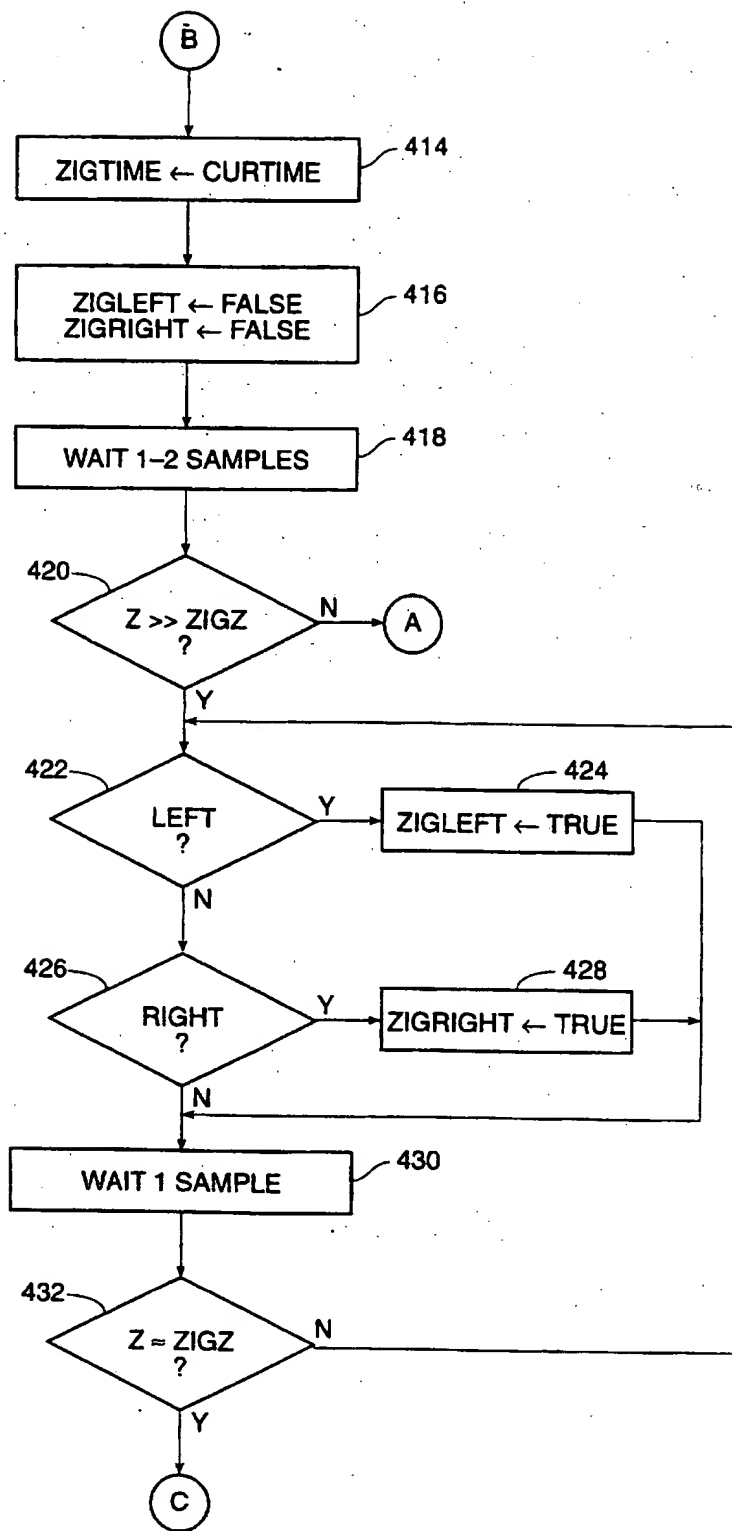 B
ZIGTIME ← CURTIME
414
ZIGLEFT ← FALSE
ZIGRIGHT ← FALSE
416
WAIT 1–2 SAMPLES
418
420
Z >> ZIGZ
?
N
A
Y
422
LEFT
?
Y
424
ZIGLEFT ← TRUE
N
426
RIGHT
?
Y
428
ZIGRIGHT ← TRUE
N
WAIT 1 SAMPLE
430
432
Z ≈ ZIGZ
?
N
Y
C